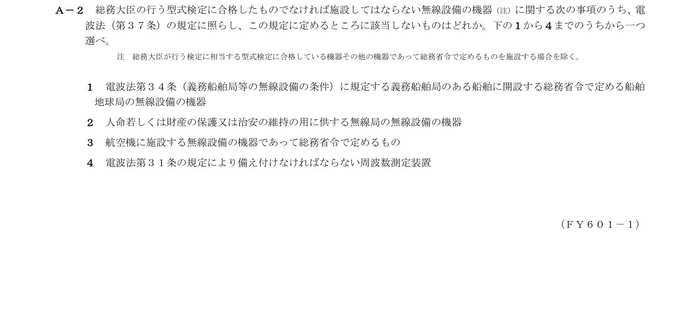 A－2　総務大臣の行う型式検定に合格したものでなければ施設してはならない無線設備の機器（注）に関する次の事項のうち、電
波法（第３７条）の規定に照らし、この規定に定めるところに該当しないものはどれか。下の1から4までのうちから一つ
選べ。
注　総務大臣が行う検定に相当する型式検定に合格している機器その他の機器であって総務省令で定めるものを施設する場合を除く。
1　電波法第３４条（義務船舶局等の無線設備の条件）に規定する義務船舶局のある船舶に開設する総務省令で定める船舶
地球局の無線設備の機器
2　人命若しくは財産の保護又は治安の維持の用に供する無線局の無線設備の機器
3　航空機に施設する無線設備の機器であって総務省令で定めるもの
4　電波法第３１条の規定により備え付けなければならない周波数測定装置
（ＦＹ６０１－１）